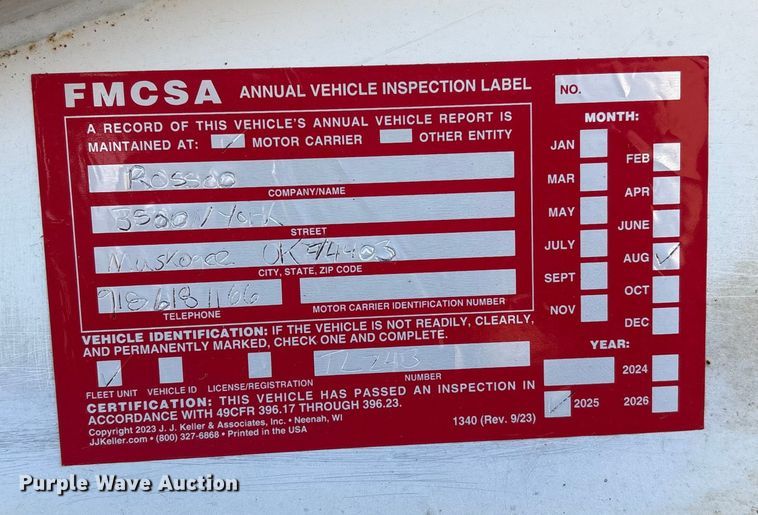 FMCSA ANNUAL VEHICLE INSPECTION LABEL
NO.
A RECORD OF THIS VEHICLE'S ANNUAL VEHICLE REPORT IS
MAINTAINED AT: MOTOR CARRIER OTHER ENTITY
COMPANY/NAME
York
STREET
Muskogee OK 74403
CITY, STATE, ZIP CODE
918 618 1166
TELEPHONE
MOTOR CARRIER IDENTIFICATION NUMBER
MONTH:
JAN
FEB
MAR
APR
MAY
JUNE
JULY
AUG ✓
SEPT
OCT
NOV
DEC
VEHICLE IDENTIFICATION: IF THE VEHICLE IS NOT READILY, CLEARLY,
AND PERMANENTLY MARKED, CHECK ONE AND COMPLETE.
FLEET UNIT VEHICLE ID LICENSE/REGISTRATION
NUMBER
YEAR:
2024
2025 2026
CERTIFICATION: THIS VEHICLE HAS PASSED AN INSPECTION IN
ACCORDANCE WITH 49CFR 396.17 THROUGH 396.23.
Copyright 2023 J. J. Keller & Associates, Inc. • Neenah, WI
JJKeller.com • (800) 327-6868 • Printed in the USA
1340 (Rev. 9/23)
Purple Wave Auction